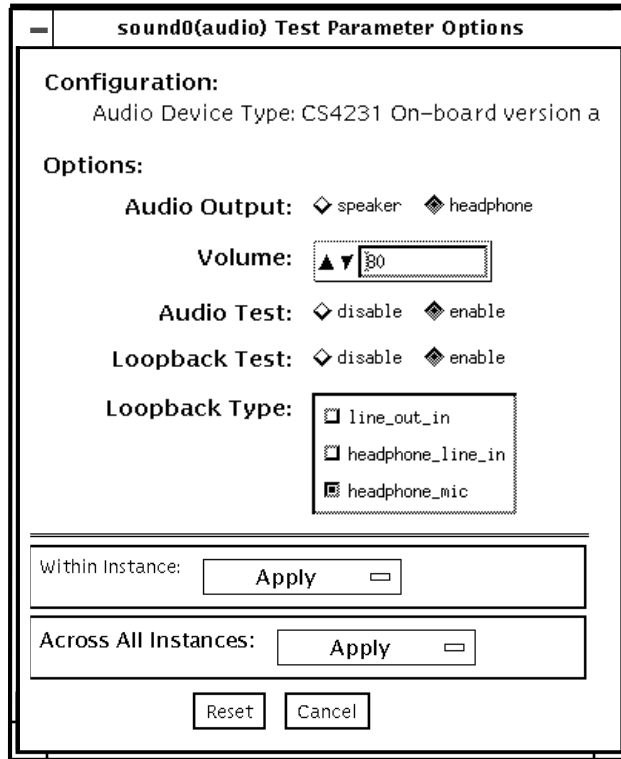 sound0(audio) Test Parameter Options
Configuration:
Audio Device Type: CS4231 On-board version a
Options:
Audio Output: speaker headphone
Volume: 80
Audio Test: disable enable
Loopback Test: disable enable
Loopback Type: line_out_in
headphone_line_in
headphone_mic
Within Instance: Apply
Across All Instances: Apply
Reset Cancel